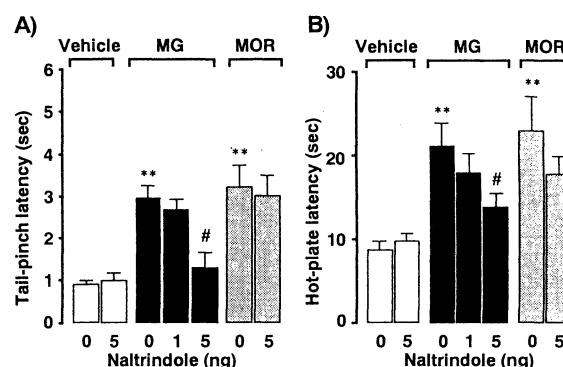 A)
Vehicle MG MOR
Tail-pinch latency (sec)
6
5
4
3
2
1
0
**
**
#
0 5 0 1 5 0 5
Naltrindole (ng)
B)
Vehicle MG MOR
Hot-plate latency (sec)
30
20
10
0
**
**
#
0 5 0 1 5 0 5
Naltrindole (ng)